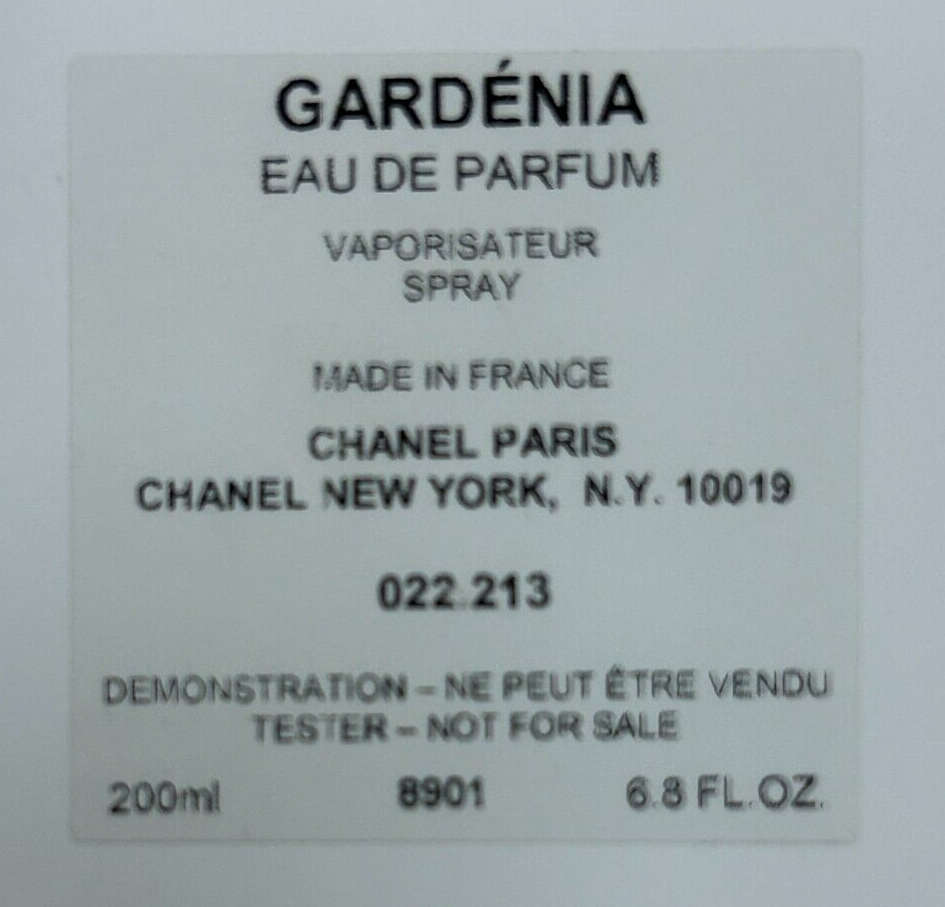 GARDÉNIA
EAU DE PARFUM
VAPORISATEUR
SPRAY
MADE IN FRANCE
CHANEL PARIS
CHANEL NEW YORK, N.Y. 10019
022.213
DEMONSTRATION – NE PEUT ÊTRE VENDU
TESTER – NOT FOR SALE
200ml 8901 6.8 FL.OZ.